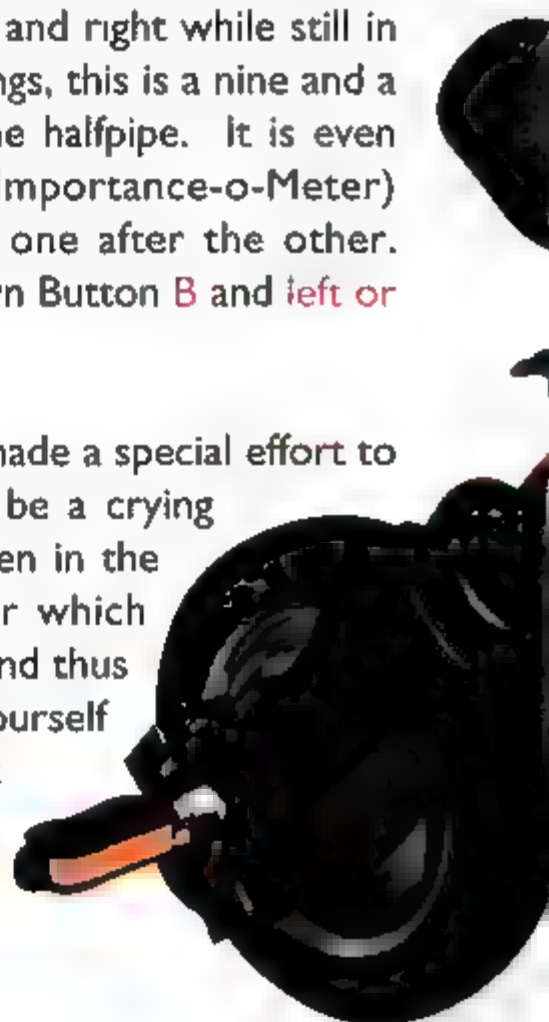 and right while still in
ngs, this is a nine and a
ne halfpipe. It is even
Importance-o-Meter)
one after the other.
n Button B and left or
made a special effort to
be a crying
en in the
r which
nd thus
ourself